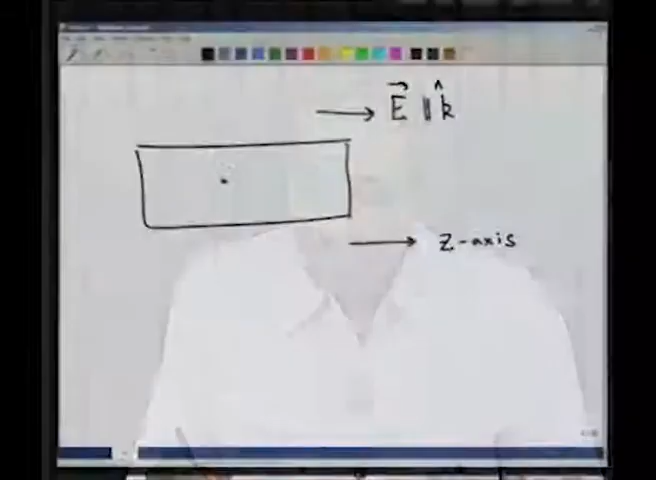 → E⃗ ∥ k̂
→ z-axis